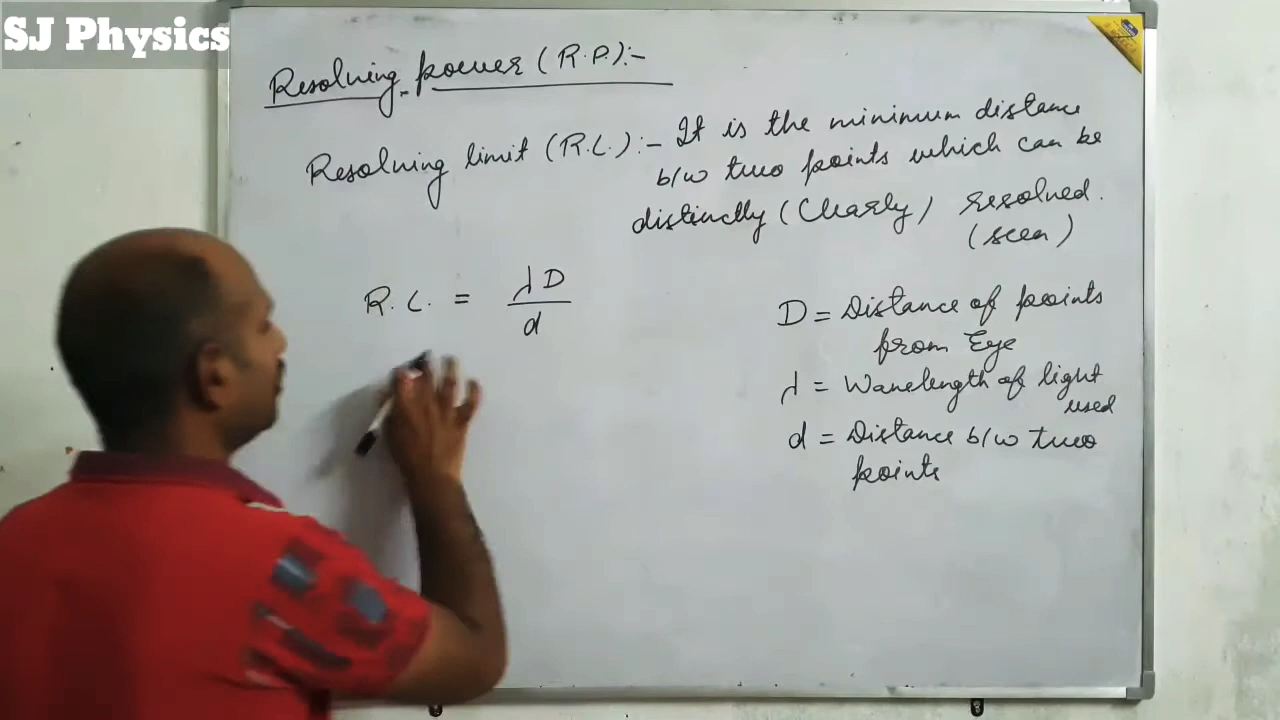 SJ Physics
Resolving power (R.P.):-
Resolving limit (R.L.):- It is the minimum distance
b/w two points which can be
distinctly (Clearly) resolved.
(seen)
R.L. = λD/d
D = Distance of points
from Eye
λ = Wavelength of light
used
d = Distance b/w two
points